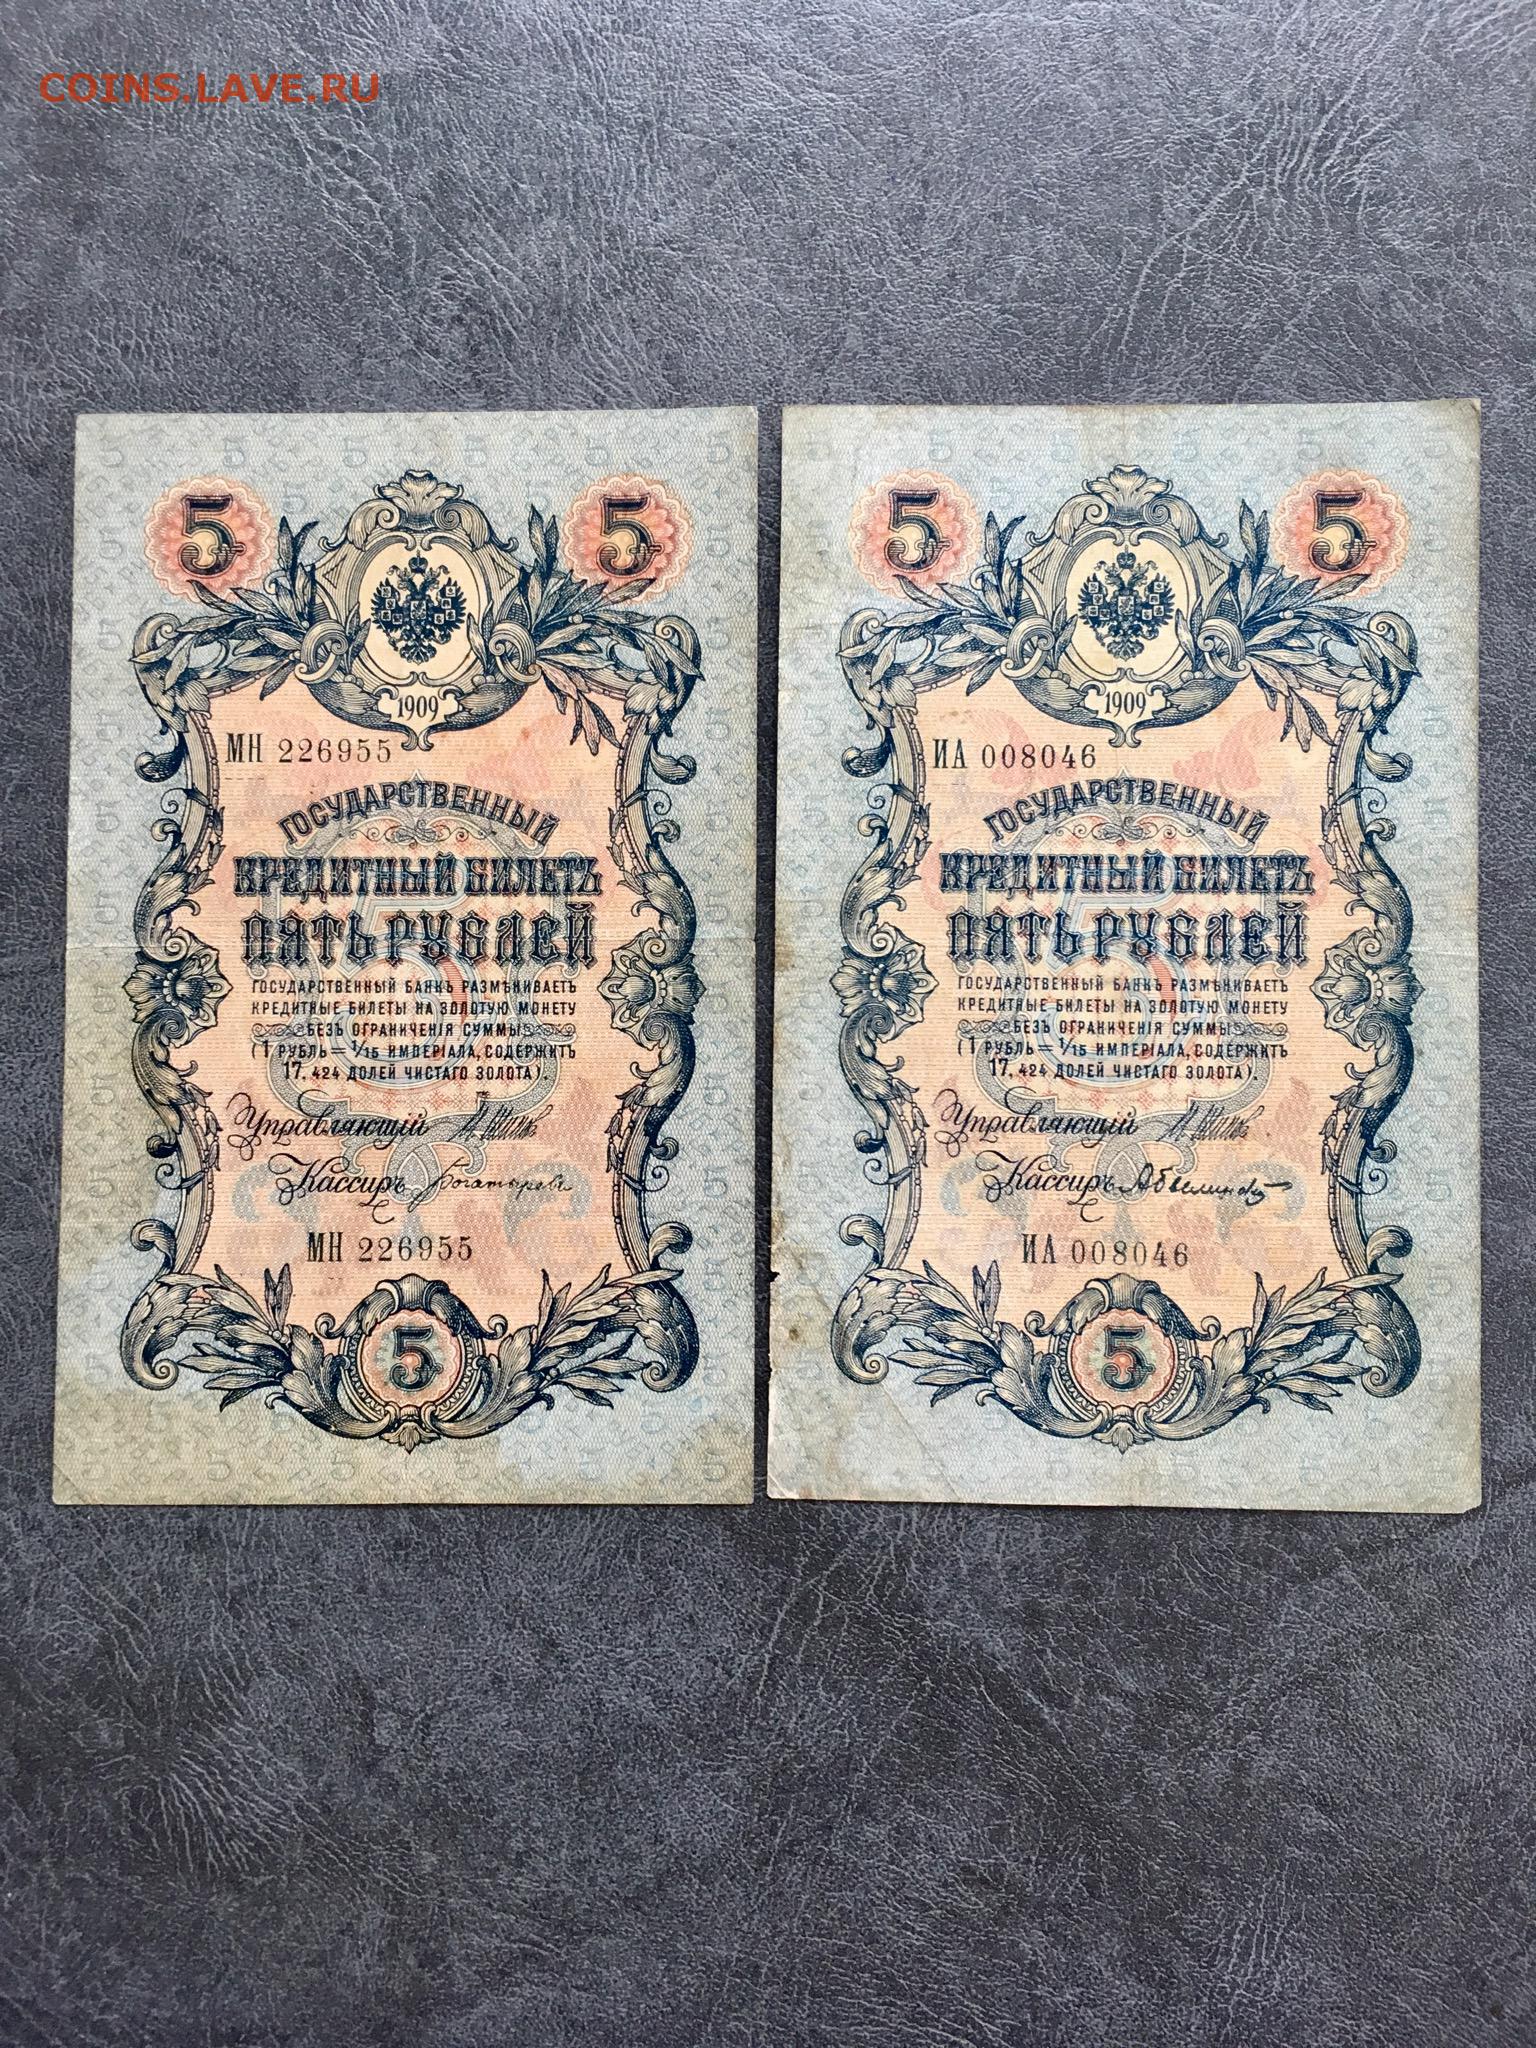 COINS.LAVE.RU
5 5
1909
МН 226955
ГОСУДАРСТВЕННЫЙ
КРЕДИТНЫЙ БИЛЕТЪ
ПЯТЬ РУБЛЕЙ
ГОСУДАРСТВЕННЫЙ БАНКЪ РАЗМѢНИВАЕТЪ
КРЕДИТНЫЕ БИЛЕТЫ НА ЗОЛОТУЮ МОНЕТУ
БЕЗЪ ОГРАНИЧЕНІЯ СУММЫ
(1 РУБЛЬ = 1/15 ИМПЕРІАЛА, СОДЕРЖИТЪ
17,424 ДОЛЕЙ ЧИСТАГО ЗОЛОТА).
Управляющій И Шипов
Кассиръ Богатыревъ
МН 226955
5
5 5
1909
ИА 008046
ГОСУДАРСТВЕННЫЙ
КРЕДИТНЫЙ БИЛЕТЪ
ПЯТЬ РУБЛЕЙ
ГОСУДАРСТВЕННЫЙ БАНКЪ РАЗМѢНИВАЕТЪ
КРЕДИТНЫЕ БИЛЕТЫ НА ЗОЛОТУЮ МОНЕТУ
БЕЗЪ ОГРАНИЧЕНІЯ СУММЫ
(1 РУБЛЬ = 1/15 ИМПЕРІАЛА, СОДЕРЖИТЪ
17,424 ДОЛЕЙ ЧИСТАГО ЗОЛОТА).
Управляющій И Шипов
Кассиръ
ИА 008046
5